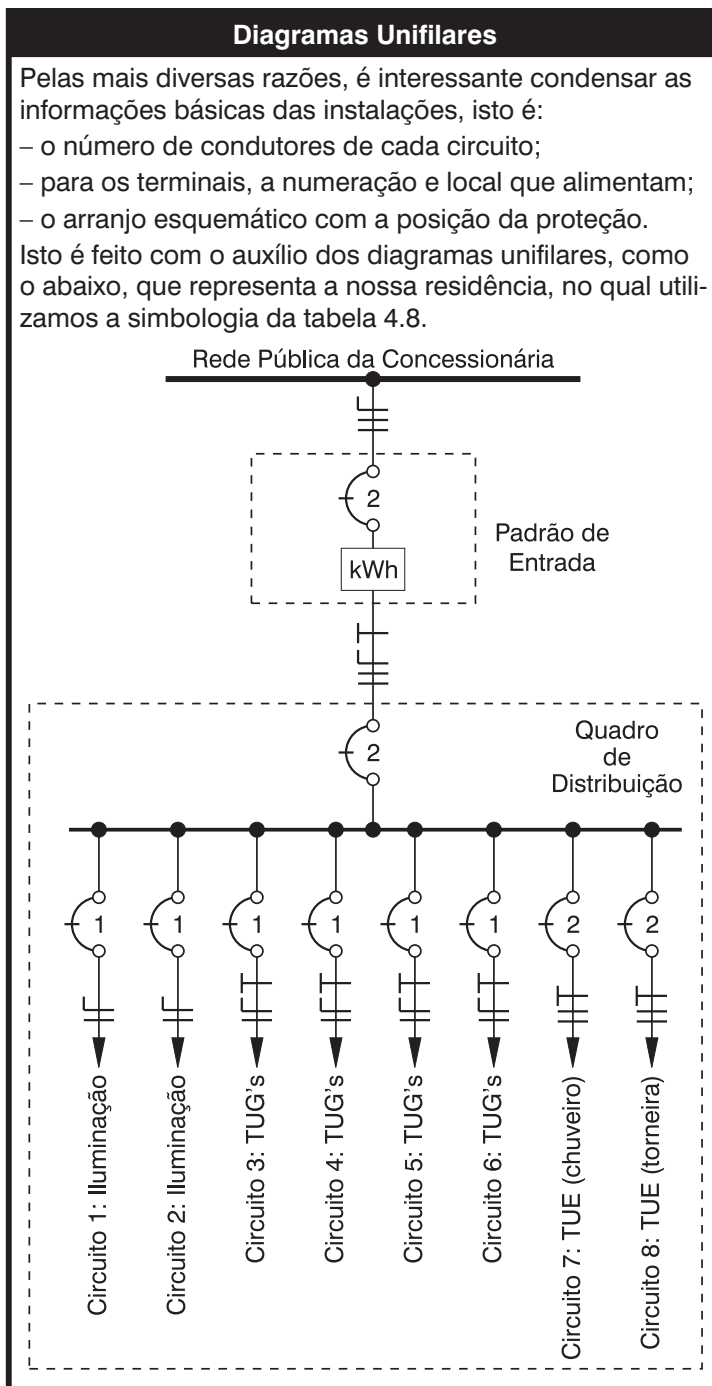 Diagramas Unifilares
Pelas mais diversas razões, é interessante condensar as
informações básicas das instalações, isto é:
– o número de condutores de cada circuito;
– para os terminais, a numeração e local que alimentam;
– o arranjo esquemático com a posição da proteção.
Isto é feito com o auxílio dos diagramas unifilares, como
o abaixo, que representa a nossa residência, no qual utili-
zamos a simbologia da tabela 4.8.
Rede Pública da Concessionária
2
kWh
Padrão de
Entrada
2
Quadro
de
Distribuição
1
1
1
1
1
1
2
2
Circuito 1: Iluminação
Circuito 2: Iluminação
Circuito 3: TUG's
Circuito 4: TUG's
Circuito 5: TUG's
Circuito 6: TUG's
Circuito 7: TUE (chuveiro)
Circuito 8: TUE (torneira)